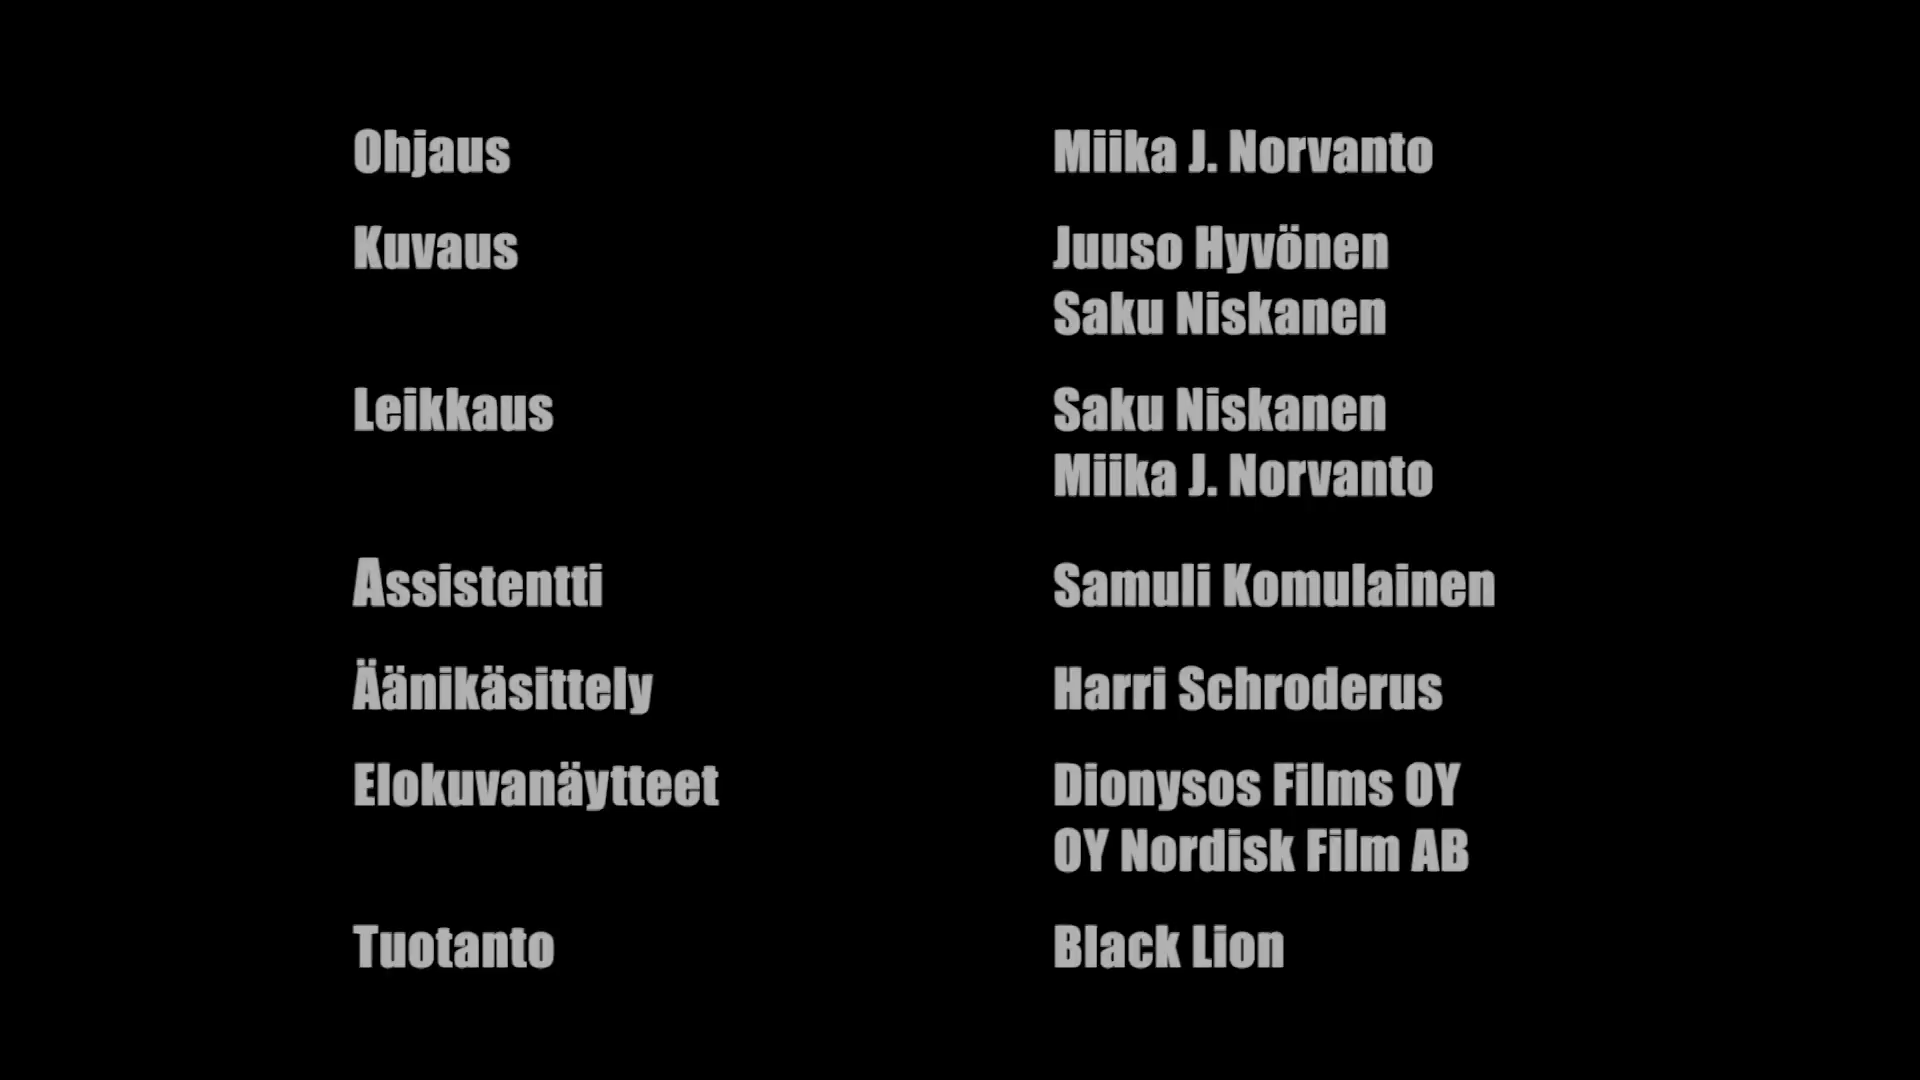 Ohjaus Miika J. Norvanto
Kuvaus Juuso Hyvönen
Saku Niskanen
Leikkaus Saku Niskanen
Miika J. Norvanto
Assistentti Samuli Komulainen
Äänikäsittely Harri Schroderus
Elokuvanäytteet Dionysos Films OY
OY Nordisk Film AB
Tuotanto Black Lion